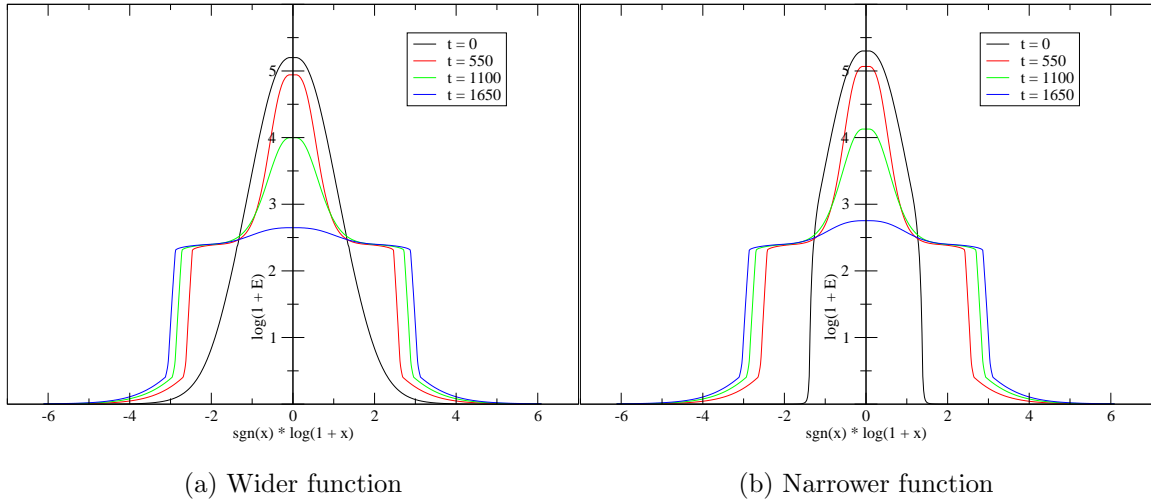 t = 0
t = 550
t = 1100
t = 1650
5
4
3
2
1
log(1 + E)
-6 -4 -2 0 2 4 6
sgn(x) * log(1 + x)
(a) Wider function
t = 0
t = 550
t = 1100
t = 1650
5
4
3
2
1
log(1 + E)
-6 -4 -2 0 2 4 6
sgn(x) * log(1 + x)
(b) Narrower function